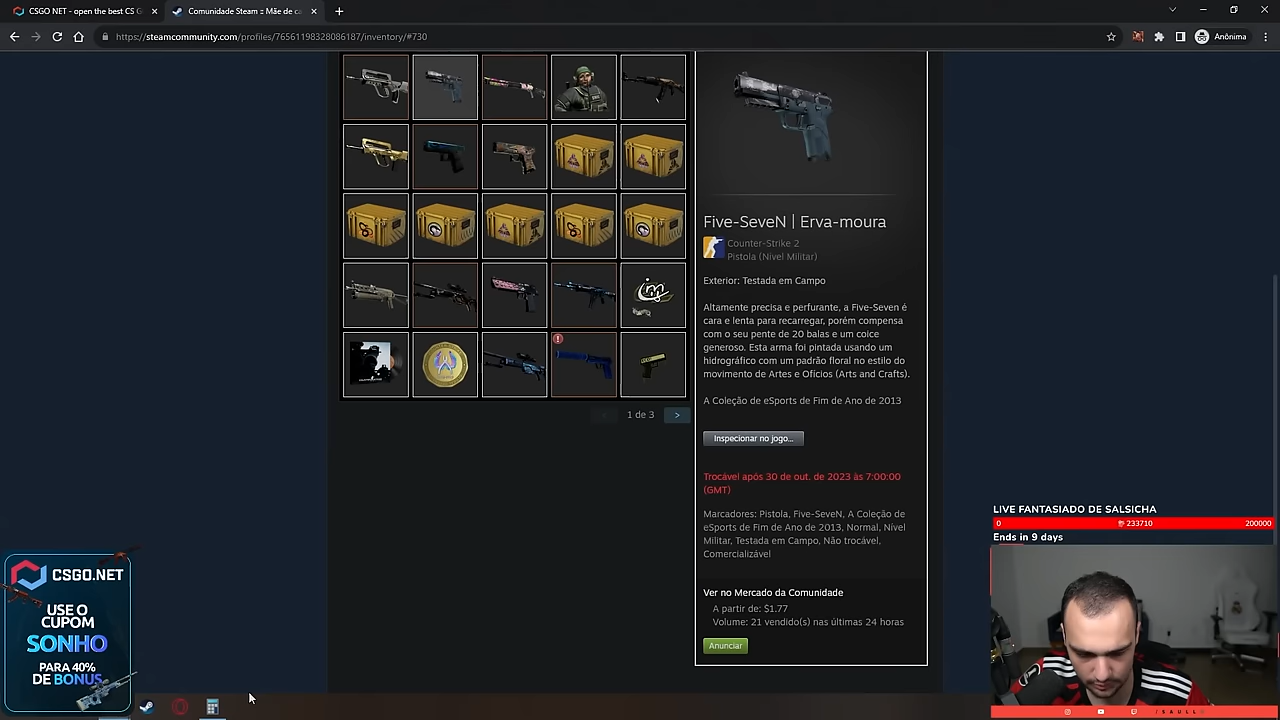 CSGO NET - open the best CS G
Comunidade Steam :: Mãe de ca
https://steamcommunity.com/profiles/76561198328086187/inventory/#730
Anônima
Five-SeveN | Erva-moura
Counter-Strike 2
Pistola (Nível Militar)
Exterior: Testada em Campo
Altamente precisa e perfurante, a Five-Seven é
cara e lenta para recarregar, porém compensa
com o seu pente de 20 balas e um coice
generoso. Esta arma foi pintada usando um
hidrográfico com um padrão floral no estilo do
movimento de Artes e Ofícios (Arts and Crafts).
A Coleção de eSports de Fim de Ano de 2013
1 de 3
>
Inspecionar no jogo...
Trocável após 30 de out. de 2023 às 7:00:00
(GMT)
Marcadores: Pistola, Five-SeveN, A Coleção de
eSports de Fim de Ano de 2013, Normal, Nível
Militar, Testada em Campo, Não trocável,
Comercializável
Ver no Mercado da Comunidade
A partir de: $1.77
Volume: 21 vendido(s) nas últimas 24 horas
Anunciar
LIVE FANTASIADO DE SALSICHA
0 233710 200000
Ends in 9 days
CSGO.NET
USE O
CUPOM
SONHO
PARA 40%
DE BONUS